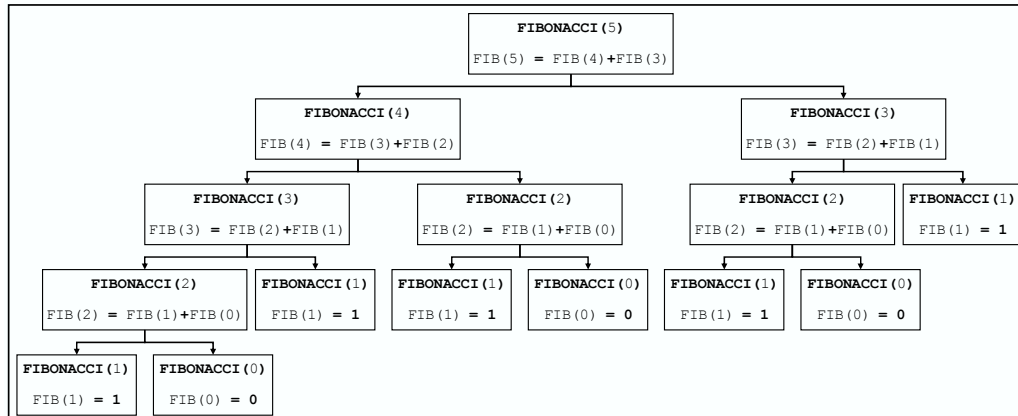 FIBONACCI(5)
FIB(5) = FIB(4)+FIB(3)
FIBONACCI(4)
FIB(4) = FIB(3)+FIB(2)
FIBONACCI(3)
FIB(3) = FIB(2)+FIB(1)
FIBONACCI(3)
FIB(3) = FIB(2)+FIB(1)
FIBONACCI(2)
FIB(2) = FIB(1)+FIB(0)
FIBONACCI(2)
FIB(2) = FIB(1)+FIB(0)
FIBONACCI(1)
FIB(1) = 1
FIBONACCI(2)
FIB(2) = FIB(1)+FIB(0)
FIBONACCI(1)
FIB(1) = 1
FIBONACCI(1)
FIB(1) = 1
FIBONACCI(0)
FIB(0) = 0
FIBONACCI(1)
FIB(1) = 1
FIBONACCI(0)
FIB(0) = 0
FIBONACCI(1)
FIB(1) = 1
FIBONACCI(0)
FIB(0) = 0